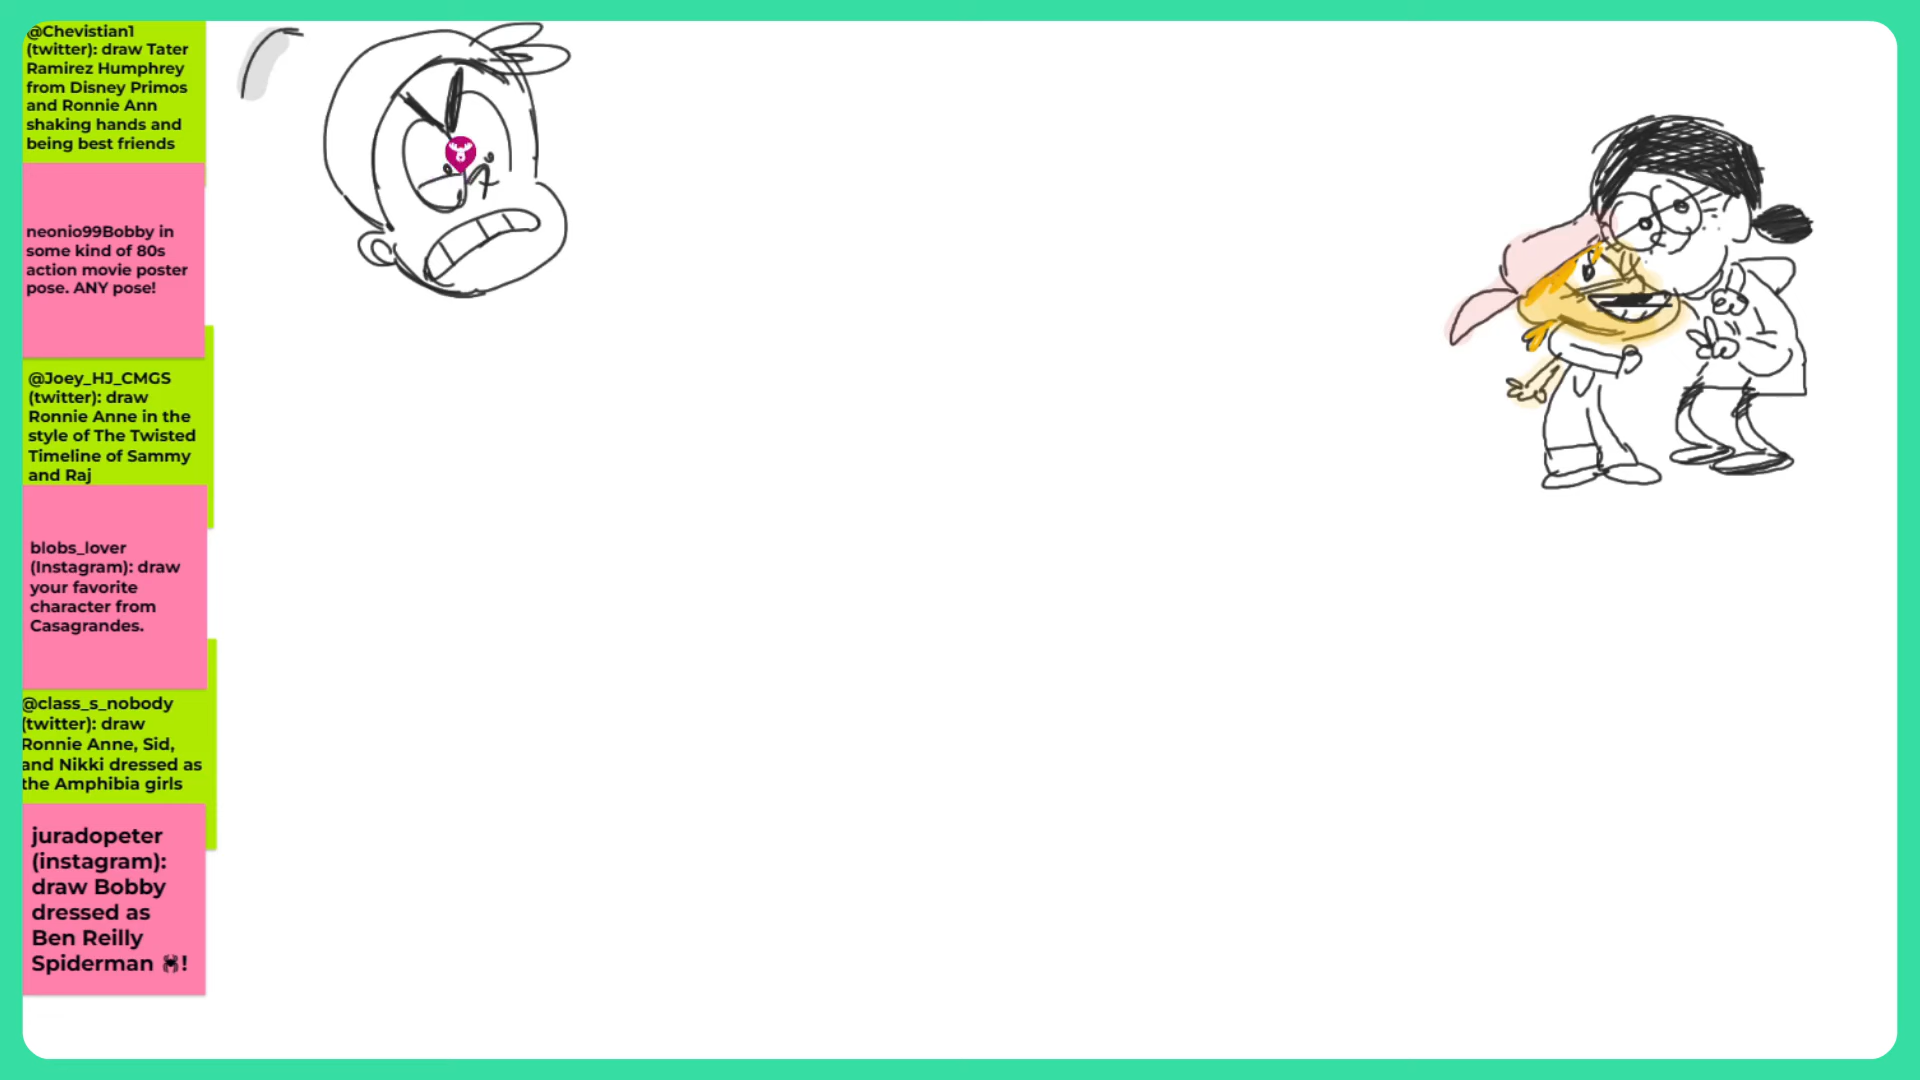 @Chevistian1
(twitter): draw Tater
Ramirez Humphrey
from Disney Primos
and Ronnie Ann
shaking hands and
being best friends
neonio99Bobby in
some kind of 80s
action movie poster
pose. ANY pose!
@Joey_HJ_CMGS
(twitter): draw
Ronnie Anne in the
style of The Twisted
Timeline of Sammy
and Raj
blobs_lover
(Instagram): draw
your favorite
character from
Casagrandes.
@class_s_nobody
(twitter): draw
Ronnie Anne, Sid,
and Nikki dressed as
the Amphibia girls
juradopeter
(instagram):
draw Bobby
dressed as
Ben Reilly
Spiderman 🕷!